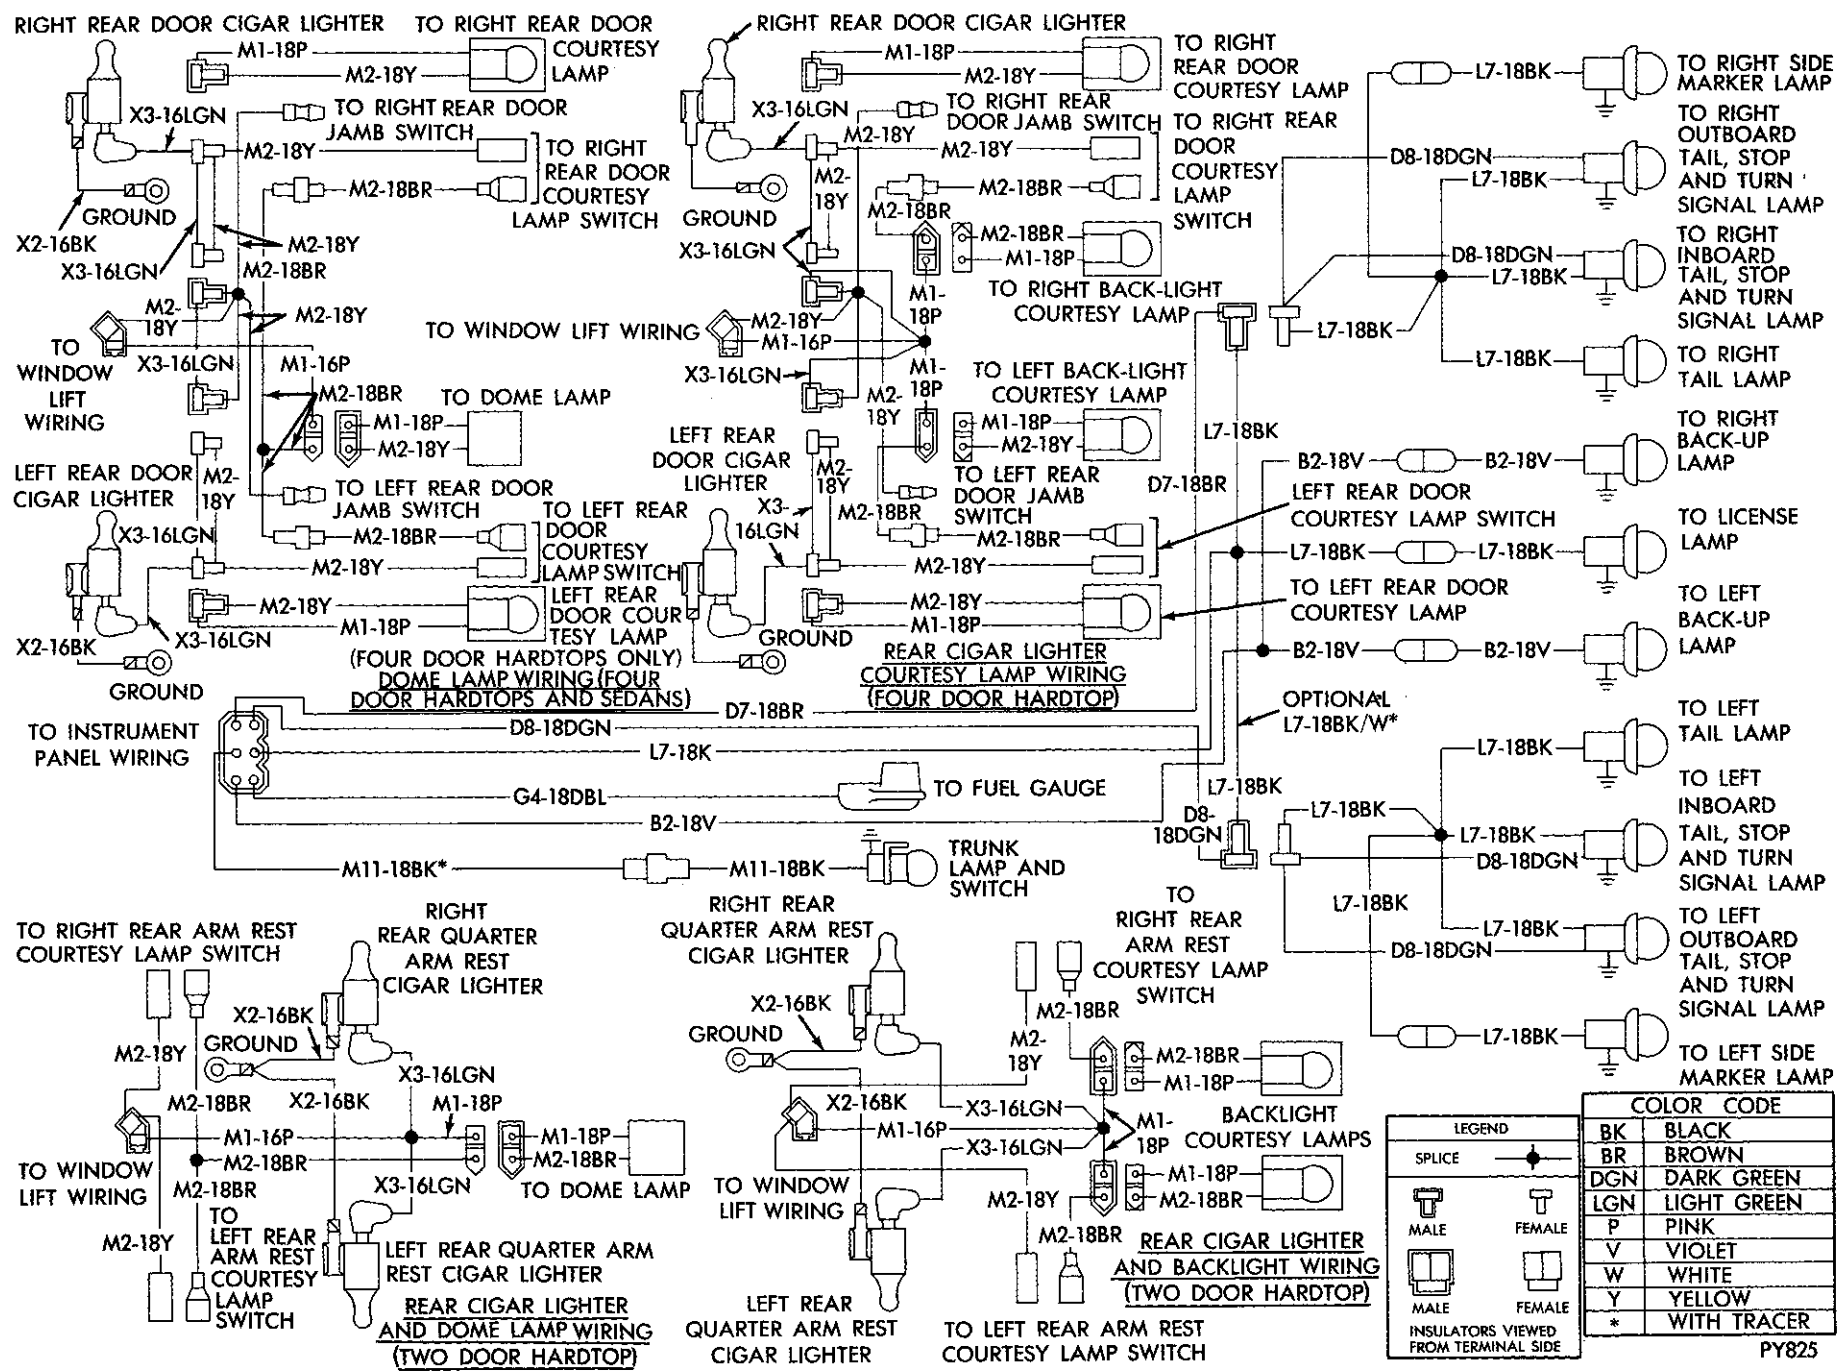 RIGHT REAR DOOR CIGAR LIGHTER
TO RIGHT REAR DOOR
COURTESY
LAMP
M1-18P
M2-18Y
X3-16LGN
TO RIGHT REAR DOOR
JAMB SWITCH
M2-18Y
TO RIGHT
REAR DOOR
COURTESY
LAMP SWITCH
M2-18BR
GROUND
X2-16BK
X3-16LGN
M2-18Y
M2-18BR
M2-
18Y
M2-18Y
TO
WINDOW
LIFT
WIRING
X3-16LGN
M1-16P
M2-18BR
TO DOME LAMP
M1-18P
M2-18Y
LEFT REAR DOOR
CIGAR LIGHTER
M2-
18Y
TO LEFT REAR DOOR
JAMB SWITCH
X3-16LGN
M2-18BR
M2-18Y
TO LEFT REAR
DOOR
COURTESY
LAMP SWITCH
M2-18Y
M1-18P
LEFT REAR
DOOR COUR
TESY LAMP
X2-16BK
X3-16LGN
GROUND
(FOUR DOOR HARDTOPS ONLY)
DOME LAMP WIRING (FOUR
DOOR HARDTOPS AND SEDANS)
RIGHT REAR DOOR CIGAR LIGHTER
M1-18P
M2-18Y
TO RIGHT
REAR DOOR
COURTESY LAMP
X3-16LGN
TO RIGHT REAR
DOOR JAMB SWITCH
M2-18Y
M2-18Y
TO RIGHT REAR
DOOR
COURTESY
LAMP
SWITCH
M2-
18Y
M2-18BR
M2-18BR
GROUND
X3-16LGN
M2-18BR
M1-18P
TO RIGHT BACK-LIGHT
COURTESY LAMP
M1-
18P
TO WINDOW LIFT WIRING
M2-18Y
M1-16P
X3-16LGN
M1-
18P
M2-
18Y
TO LEFT BACK-LIGHT
COURTESY LAMP
M1-18P
M2-18Y
LEFT REAR
DOOR CIGAR
LIGHTER
M2-
18Y
X3-
16LGN
M2-18BR
TO LEFT REAR
DOOR JAMB
SWITCH
M2-18BR
M2-18Y
LEFT REAR DOOR
COURTESY LAMP SWITCH
M2-18Y
M1-18P
TO LEFT REAR DOOR
COURTESY LAMP
GROUND
REAR CIGAR LIGHTER
COURTESY LAMP WIRING
(FOUR DOOR HARDTOP)
L7-18BK
TO RIGHT SIDE
MARKER LAMP
D8-18DGN
L7-18BK
TO RIGHT
OUTBOARD
TAIL, STOP
AND TURN
SIGNAL LAMP
D8-18DGN
L7-18BK
TO RIGHT
INBOARD
TAIL, STOP
AND TURN
SIGNAL LAMP
L7-18BK
L7-18BK
TO RIGHT
TAIL LAMP
L7-18BK
D7-18BR
B2-18V
B2-18V
TO RIGHT
BACK-UP
LAMP
L7-18BK
L7-18BK
TO LICENSE
LAMP
B2-18V
B2-18V
TO LEFT
BACK-UP
LAMP
OPTIONAL
L7-18BK/W*
L7-18BK
D8-
18DGN
L7-18BK
TO LEFT
TAIL LAMP
L7-18BK
L7-18BK
D8-18DGN
TO LEFT
INBOARD
TAIL, STOP
AND TURN
SIGNAL LAMP
L7-18BK
L7-18BK
D8-18DGN
TO LEFT
OUTBOARD
TAIL, STOP
AND TURN
SIGNAL LAMP
L7-18BK
TO LEFT SIDE
MARKER LAMP
TO INSTRUMENT
PANEL WIRING
D7-18BR
D8-18DGN
L7-18K
G4-18DBL
TO FUEL GAUGE
B2-18V
M11-18BK*
M11-18BK
TRUNK
LAMP AND
SWITCH
TO RIGHT REAR ARM REST
COURTESY LAMP SWITCH
RIGHT
REAR QUARTER
ARM REST
CIGAR LIGHTER
X2-16BK
GROUND
M2-18Y
M2-18BR
X2-16BK
X3-16LGN
M1-18P
M1-16P
M2-18BR
M1-18P
M2-18BR
TO DOME LAMP
TO WINDOW
LIFT WIRING
M2-18BR
X3-16LGN
M2-18Y
TO
LEFT REAR
ARM REST
COURTESY
LAMP
SWITCH
LEFT REAR QUARTER ARM
REST CIGAR LIGHTER
REAR CIGAR LIGHTER
AND DOME LAMP WIRING
(TWO DOOR HARDTOP)
RIGHT REAR
QUARTER ARM REST
CIGAR LIGHTER
X2-16BK
GROUND
M2-18BR
M2-
18Y
TO
RIGHT REAR
ARM REST
COURTESY LAMP
SWITCH
M2-18BR
M1-18P
X2-16BK
X3-16LGN
M1-16P
X3-16LGN
M1-
18P
BACKLIGHT
COURTESY LAMPS
M1-18P
M2-18BR
TO WINDOW
LIFT WIRING
M2-18Y
M2-18BR
LEFT REAR
QUARTER ARM REST
CIGAR LIGHTER
TO LEFT REAR ARM REST
COURTESY LAMP SWITCH
REAR CIGAR LIGHTER
AND BACKLIGHT WIRING
(TWO DOOR HARDTOP)
LEGEND
SPLICE
MALE
FEMALE
MALE
FEMALE
INSULATORS VIEWED
FROM TERMINAL SIDE
COLOR CODE
BK BLACK
BR BROWN
DGN DARK GREEN
LGN LIGHT GREEN
P PINK
V VIOLET
W WHITE
Y YELLOW
* WITH TRACER
PY825